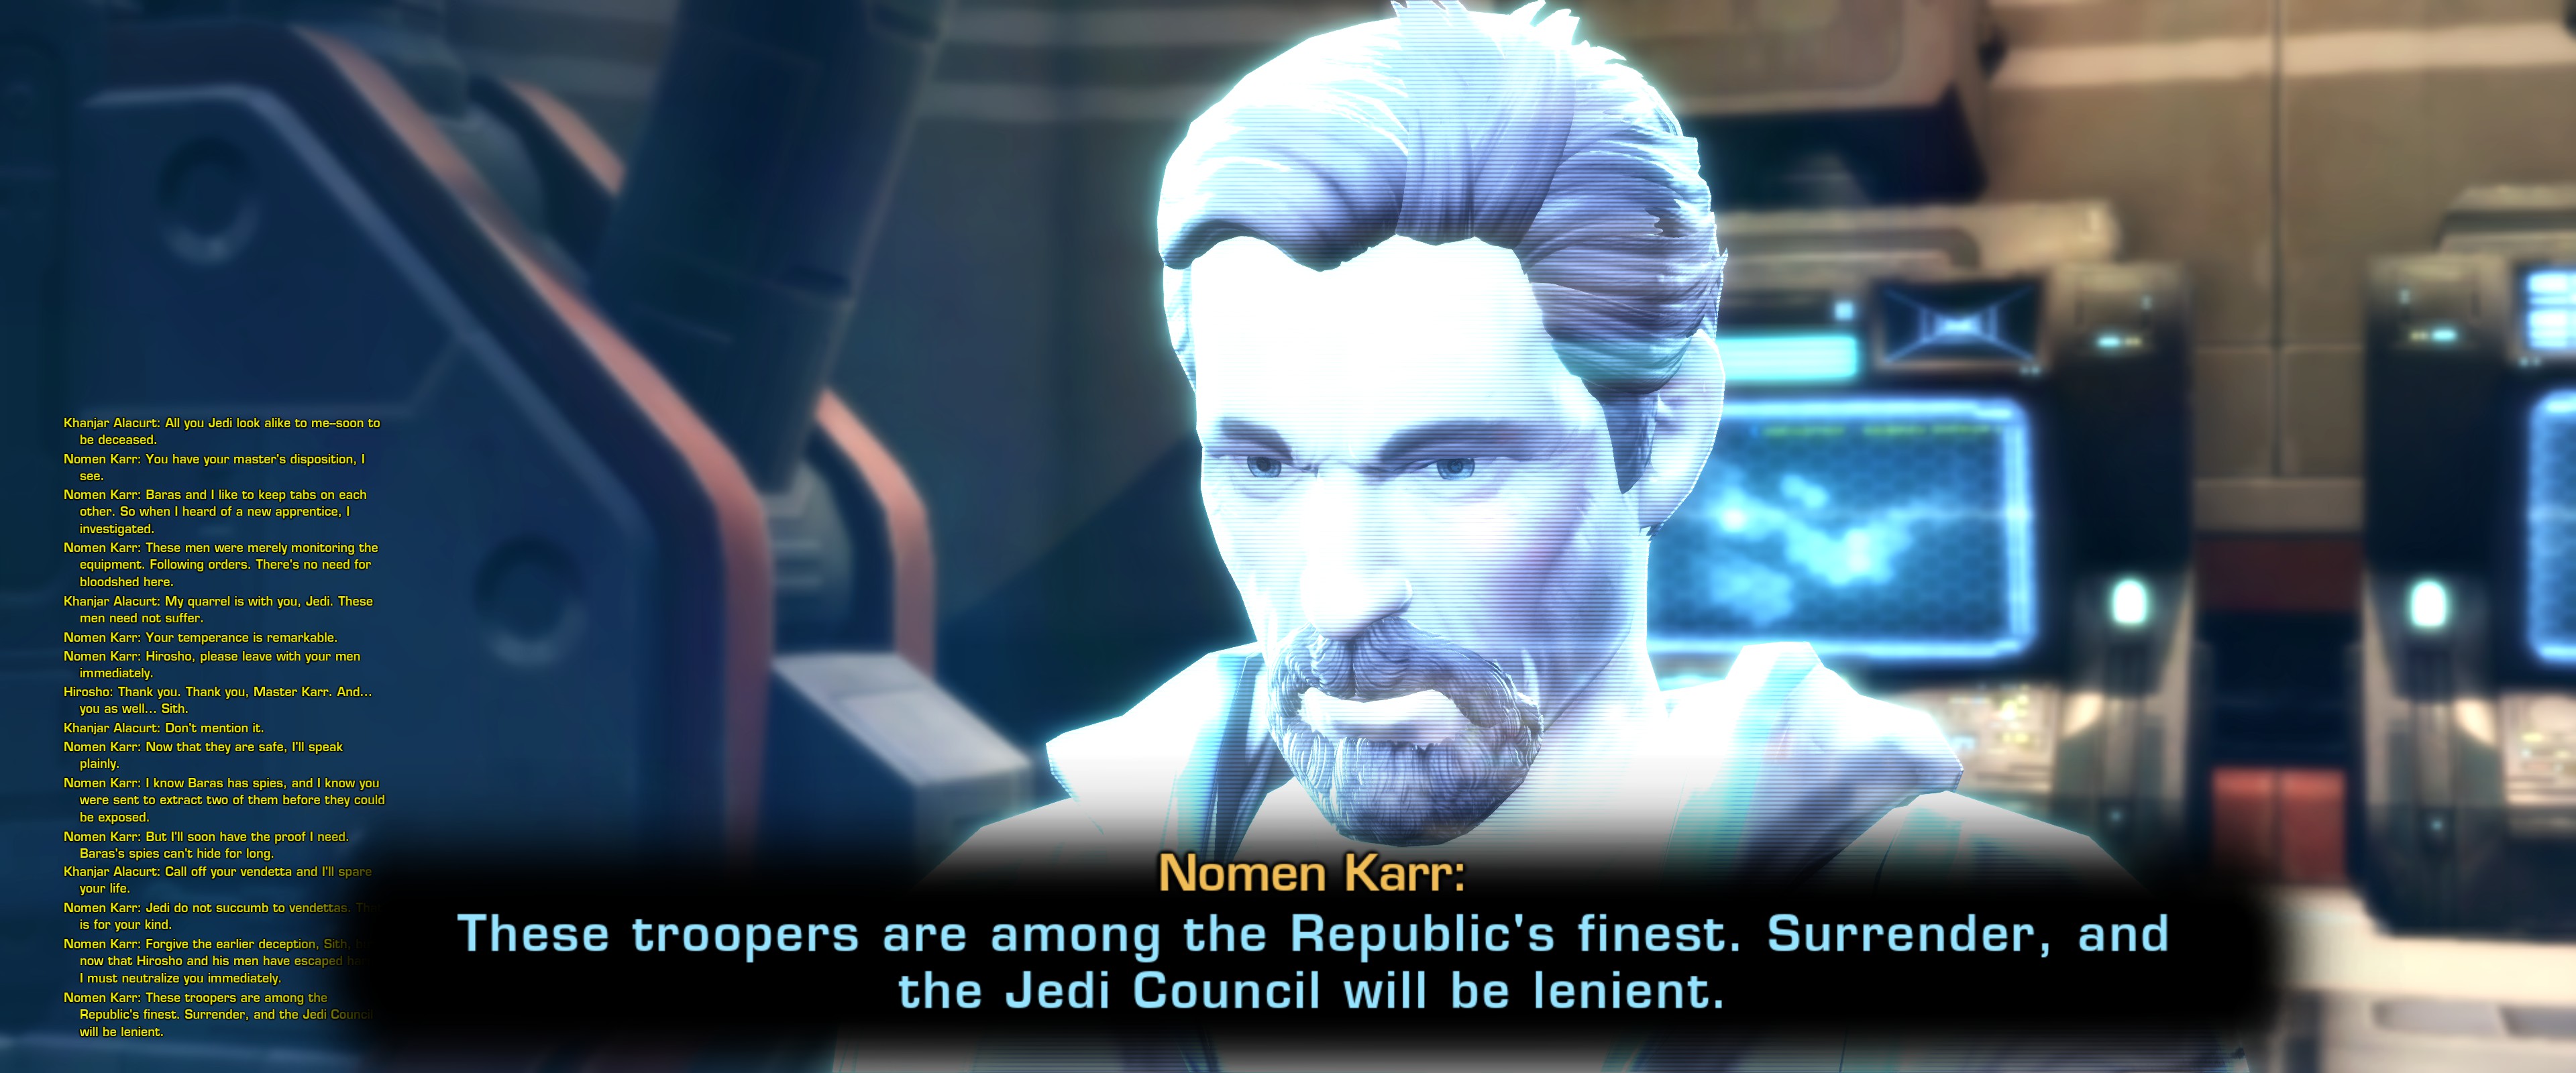 Khanjar Alacurt: All you Jedi look alike to me--soon to
be deceased.
Nomen Karr: You have your master's disposition, I
see.
Nomen Karr: Baras and I like to keep tabs on each
other. So when I heard of a new apprentice, I
investigated.
Nomen Karr: These men were merely monitoring the
equipment. Following orders. There's no need for
bloodshed here.
Khanjar Alacurt: My quarrel is with you, Jedi. These
men need not suffer.
Nomen Karr: Your temperance is remarkable.
Nomen Karr: Hirosho, please leave with your men
immediately.
Hirosho: Thank you. Thank you, Master Karr. And...
you as well... Sith.
Khanjar Alacurt: Don't mention it.
Nomen Karr: Now that they are safe, I'll speak
plainly.
Nomen Karr: I know Baras has spies, and I know you
were sent to extract two of them before they could
be exposed.
Nomen Karr: But I'll soon have the proof I need.
Baras's spies can't hide for long.
Khanjar Alacurt: Call off your vendetta and I'll spare
your life.
Nomen Karr: Jedi do not succumb to vendettas.
is for your kind.
Nomen Karr: Forgive the earlier deception, Sith,
now that Hirosho and his men have escaped
I must neutralize you immediately.
Nomen Karr: These troopers are among the
Republic's finest. Surrender, and the Jedi Council
will be lenient.
Nomen Karr:
These troopers are among the Republic's finest. Surrender, and
the Jedi Council will be lenient.